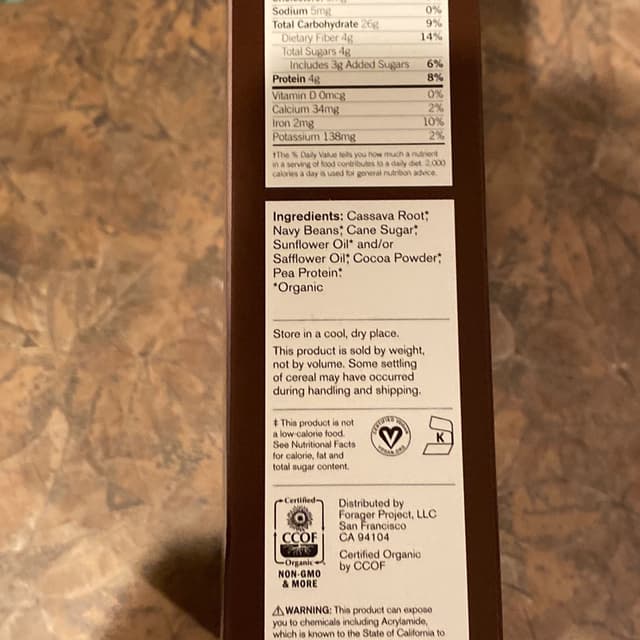 Sodium 5mg 0%
Total Carbohydrate 26g 9%
Dietary Fiber 4g 14%
Total Sugars 4g
Includes 3g Added Sugars 6%
Protein 4g 8%
Vitamin D 0mcg 0%
Calcium 34mg 2%
Iron 2mg 10%
Potassium 138mg 2%
†The % Daily Value tells you how much a nutrient
in a serving of food contributes to a daily diet. 2,000
calories a day is used for general nutrition advice.
Ingredients: Cassava Root,*
Navy Beans,* Cane Sugar,*
Sunflower Oil* and/or
Safflower Oil,* Cocoa Powder,*
Pea Protein.*
*Organic
Store in a cool, dry place.
This product is sold by weight,
not by volume. Some settling
of cereal may have occurred
during handling and shipping.
‡ This product is not
a low-calorie food.
See Nutritional Facts
for calorie, fat and
total sugar content.
CERTIFIED VEGAN
VEGAN.ORG
K
Certified
CCOF
Organic
NON-GMO
& MORE
Distributed by
Forager Project, LLC
San Francisco
CA 94104
Certified Organic
by CCOF
⚠WARNING: This product can expose
you to chemicals including Acrylamide,
which is known to the State of California to